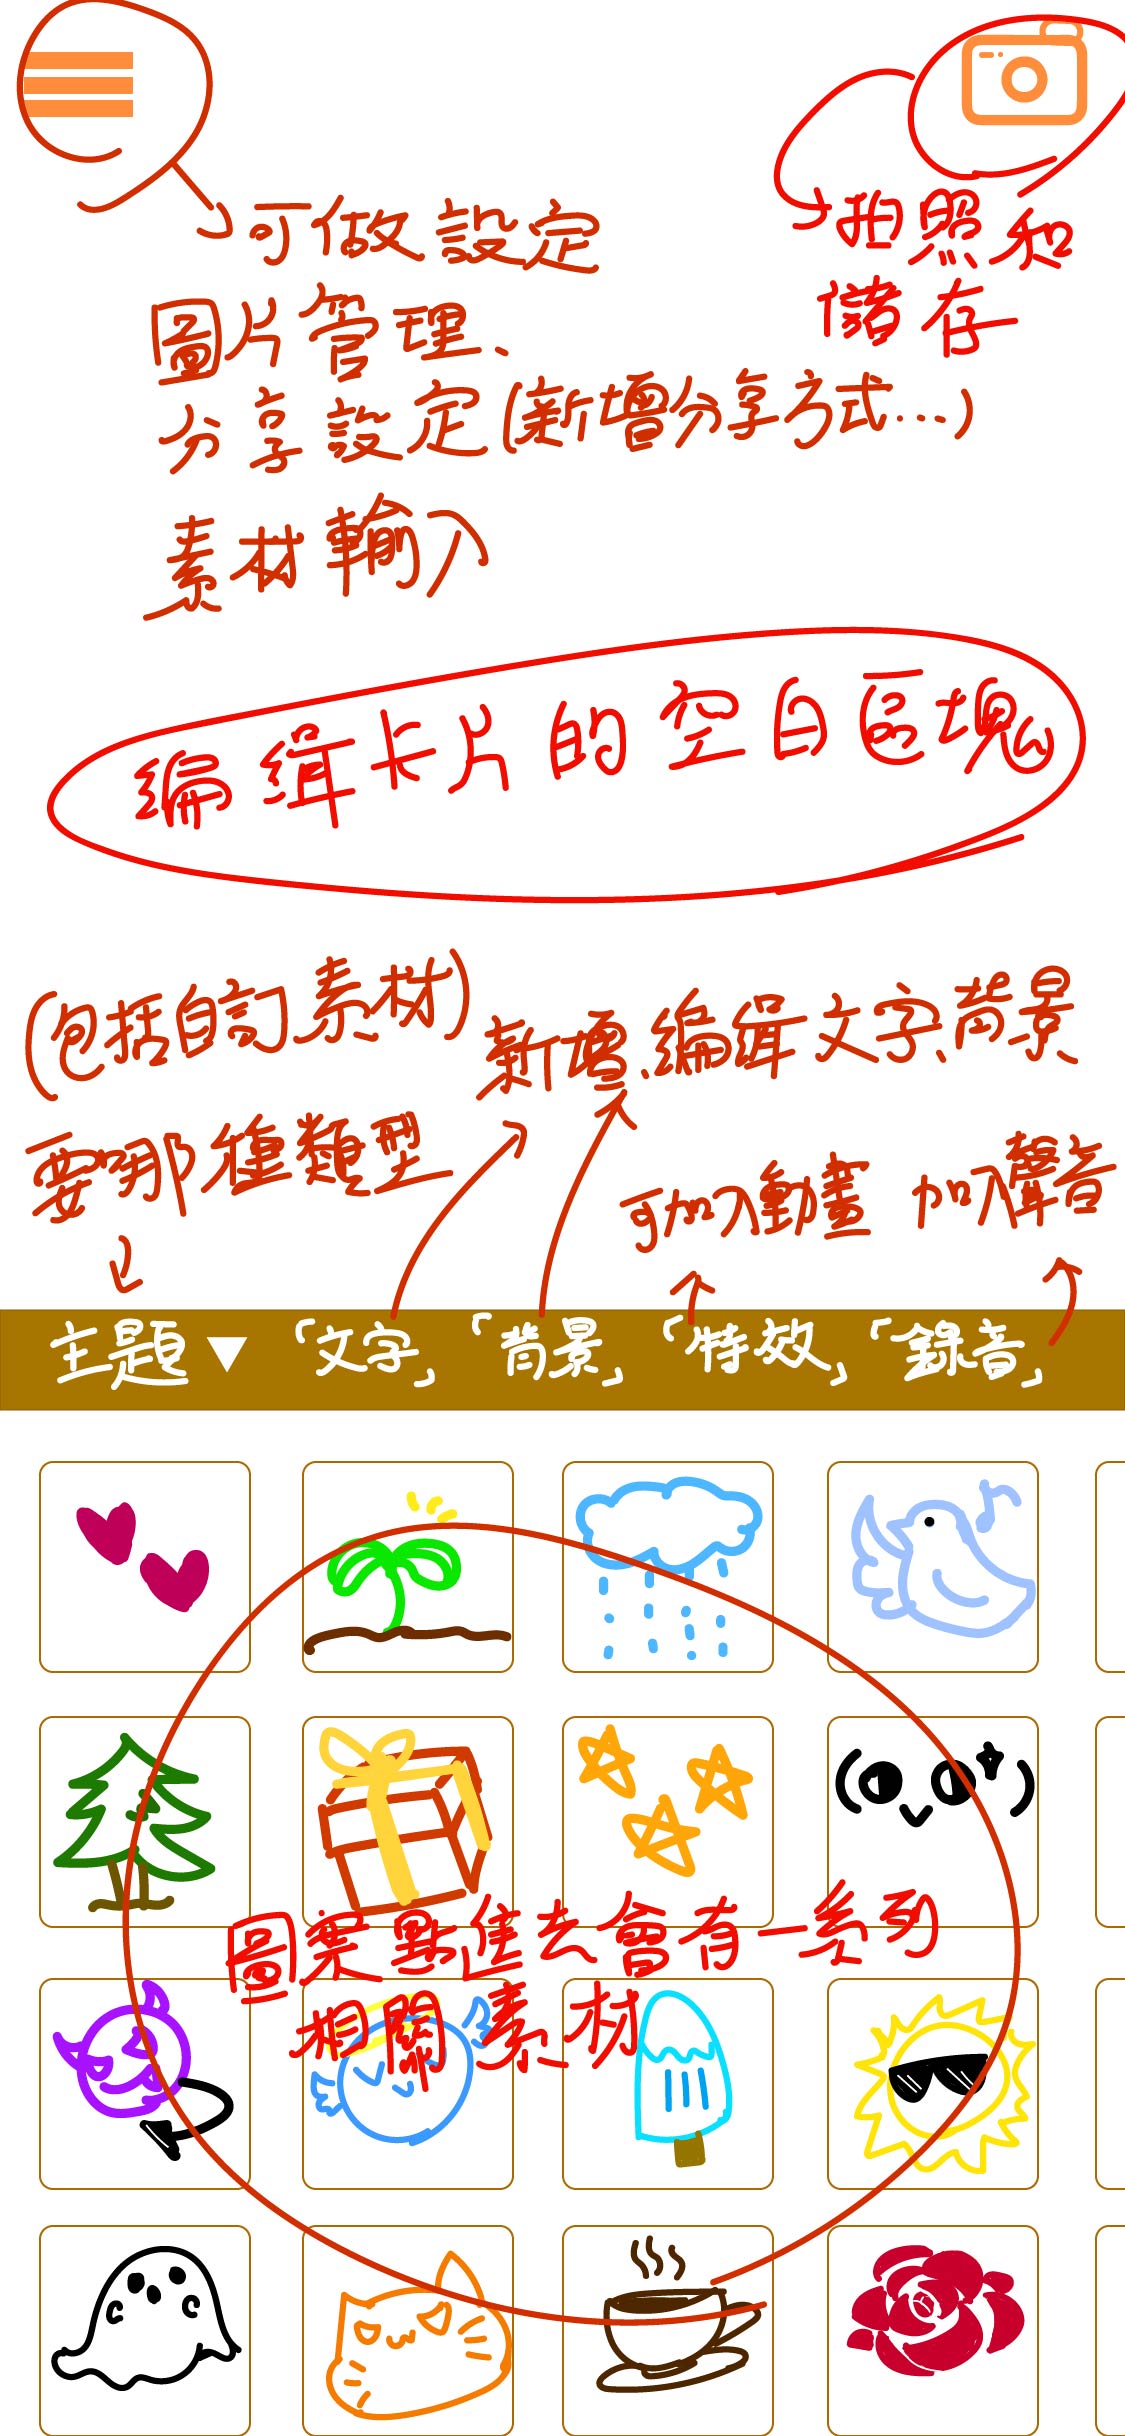 可做設定
圖片管理、
分享設定(新增分享方式...)
素材輸入
拍照和
儲存
編緝卡片的空白區塊
(包括自訂素材)
要哪種類型
新增、編緝文字、背景
可加入動畫
加入聲音
主題▼「文字」「背景」「特效」「錄音」
圖案點進去會有一系列
相關素材